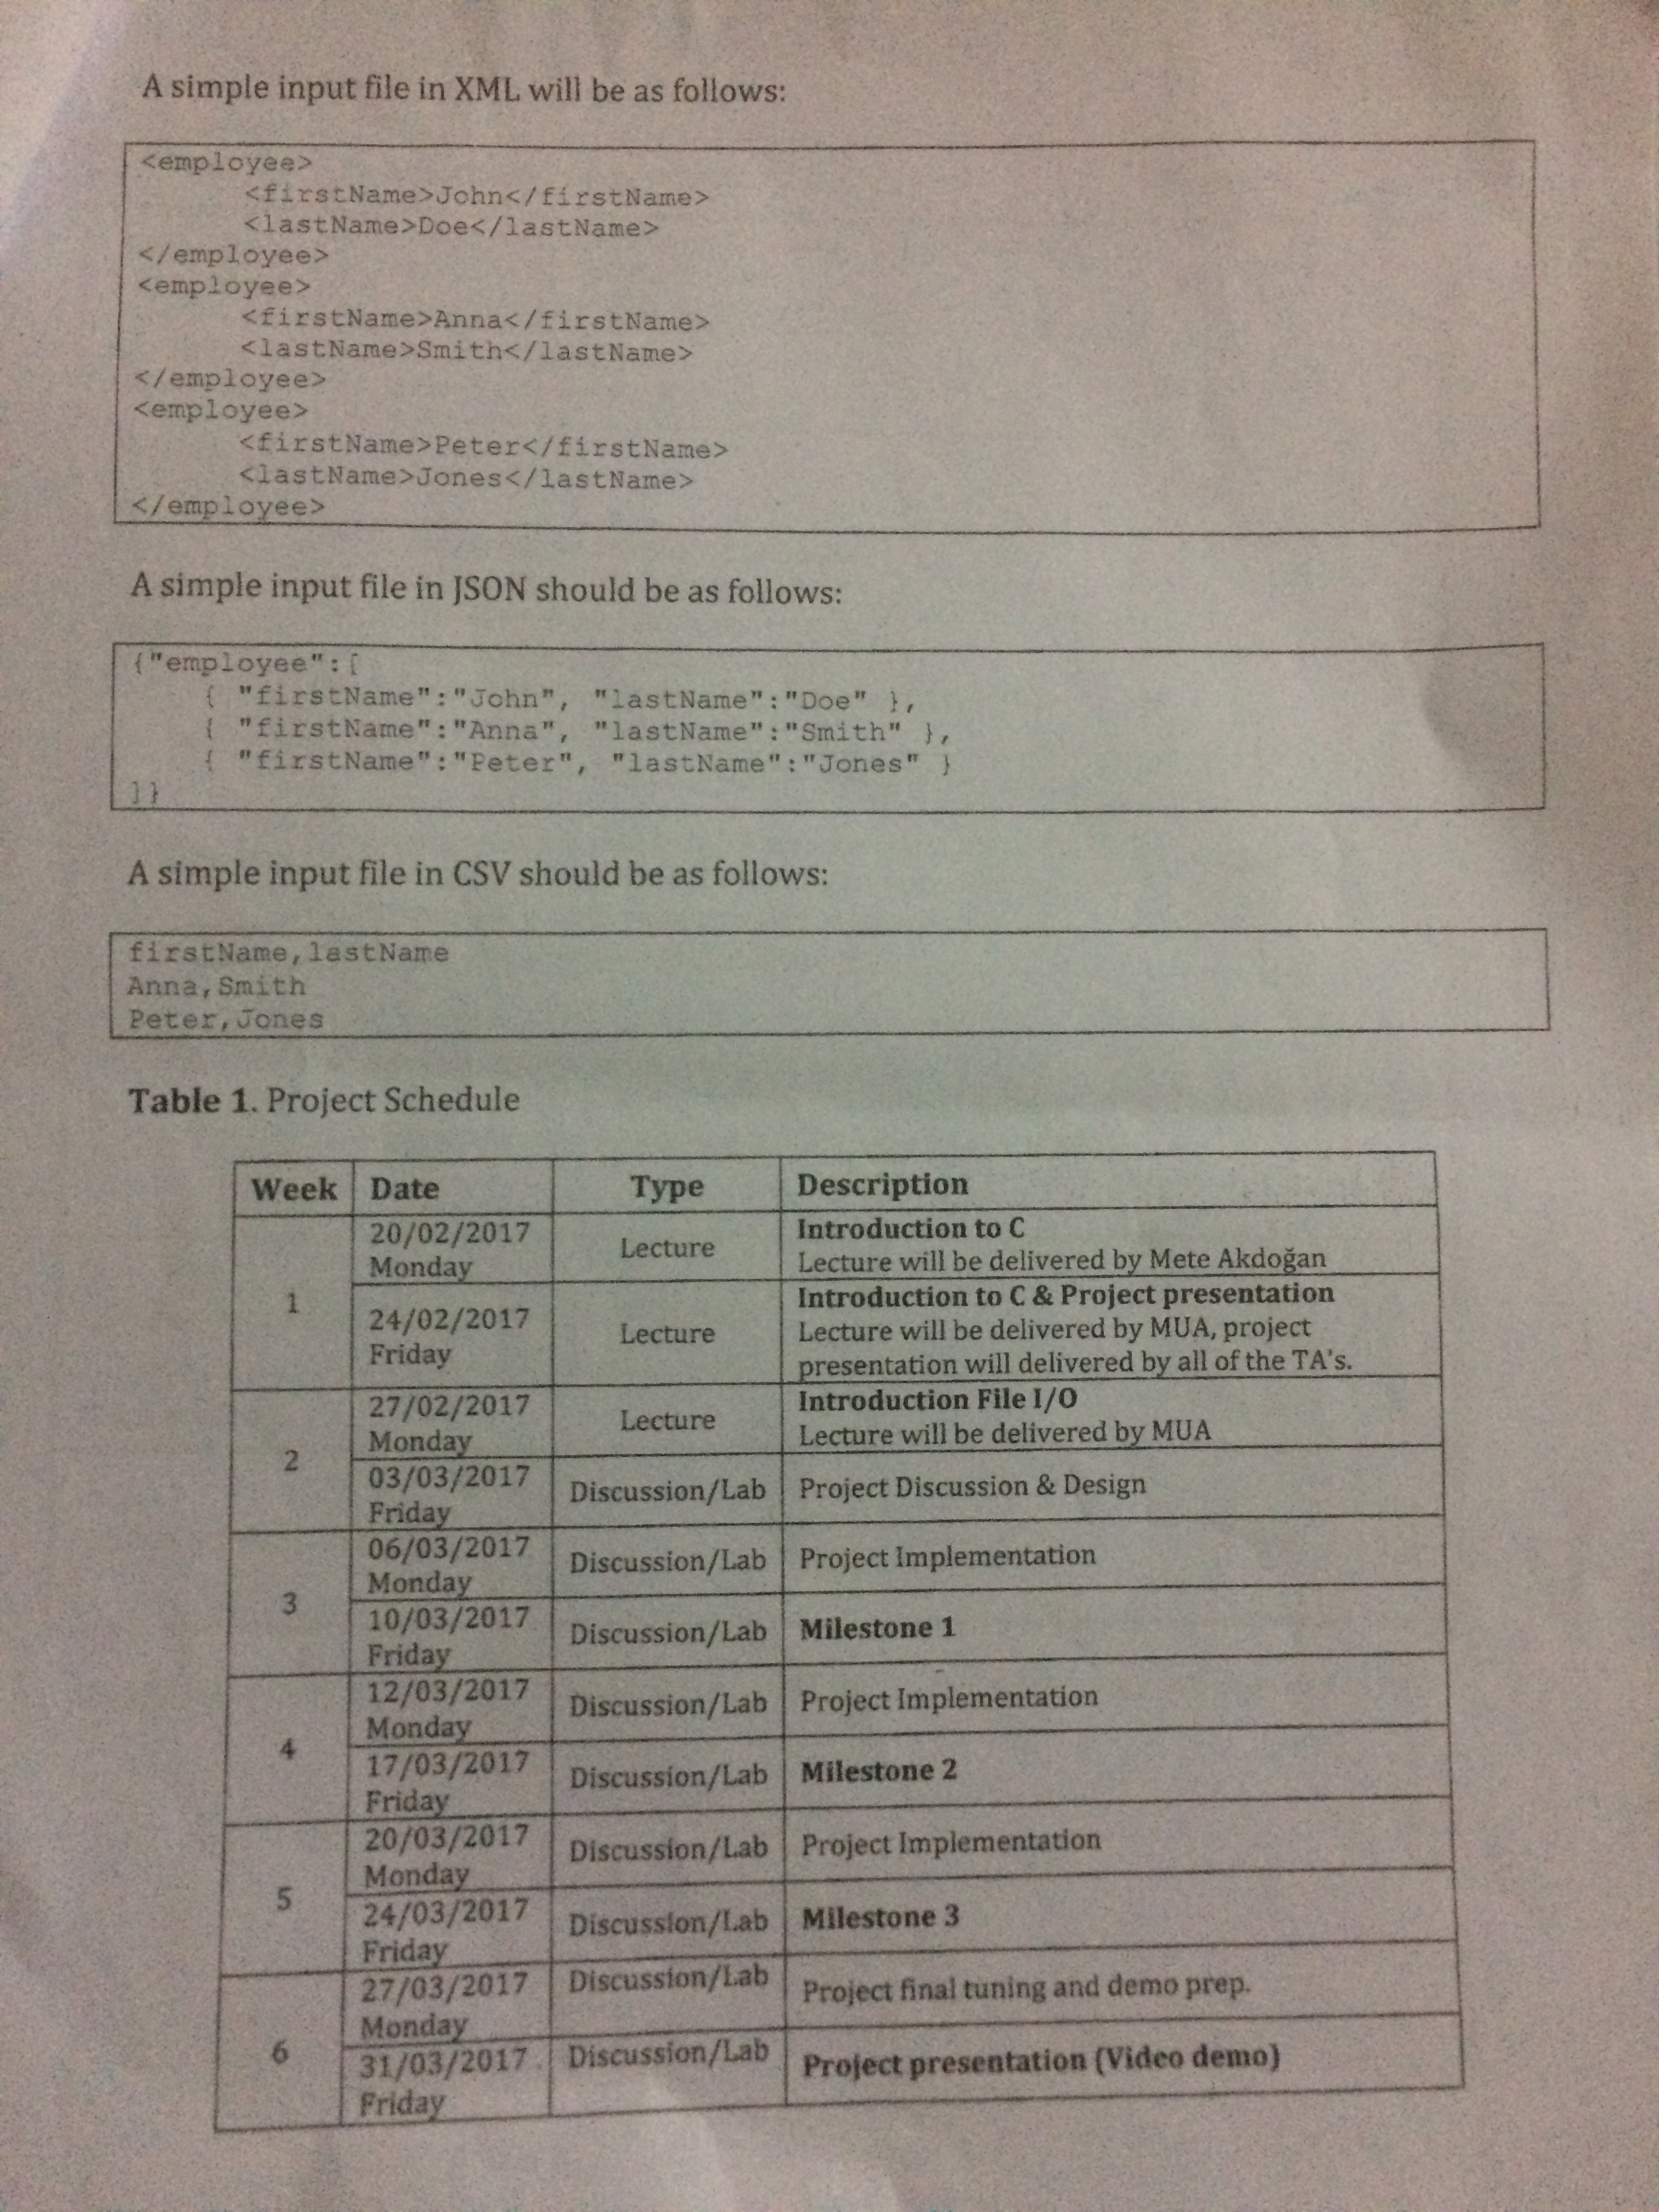 A simple input file in XML will be as follows:
<employee>
<firstName>John</firstName>
<lastName>Doe</lastName>
</employee>
<employee>
<firstName>Anna</firstName>
<lastName>Smith</lastName>
</employee>
<employee>
<firstName>Peter</firstName>
<lastName>Jones</lastName>
</employee>
A simple input file in JSON should be as follows:
{"employee":[
{ "firstName":"John", "lastName":"Doe" },
{ "firstName":"Anna", "lastName":"Smith" },
{ "firstName":"Peter", "lastName":"Jones" }
]}
A simple input file in CSV should be as follows:
firstName,lastName
Anna,Smith
Peter,Jones
Table 1. Project Schedule
Week Date Type Description
1
20/02/2017
Monday
Lecture
Introduction to C
Lecture will be delivered by Mete Akdoğan
24/02/2017
Friday
Lecture
Introduction to C & Project presentation
Lecture will be delivered by MUA, project
presentation will delivered by all of the TA's.
2
27/02/2017
Monday
Lecture
Introduction File I/O
Lecture will be delivered by MUA
03/03/2017
Friday
Discussion/Lab
Project Discussion & Design
3
06/03/2017
Monday
Discussion/Lab
Project Implementation
10/03/2017
Friday
Discussion/Lab
Milestone 1
4
12/03/2017
Monday
Discussion/Lab
Project Implementation
17/03/2017
Friday
Discussion/Lab
Milestone 2
5
20/03/2017
Monday
Discussion/Lab
Project Implementation
24/03/2017
Friday
Discussion/Lab
Milestone 3
6
27/03/2017
Monday
Discussion/Lab
Project final tuning and demo prep.
31/03/2017
Friday
Discussion/Lab
Project presentation (Video demo)